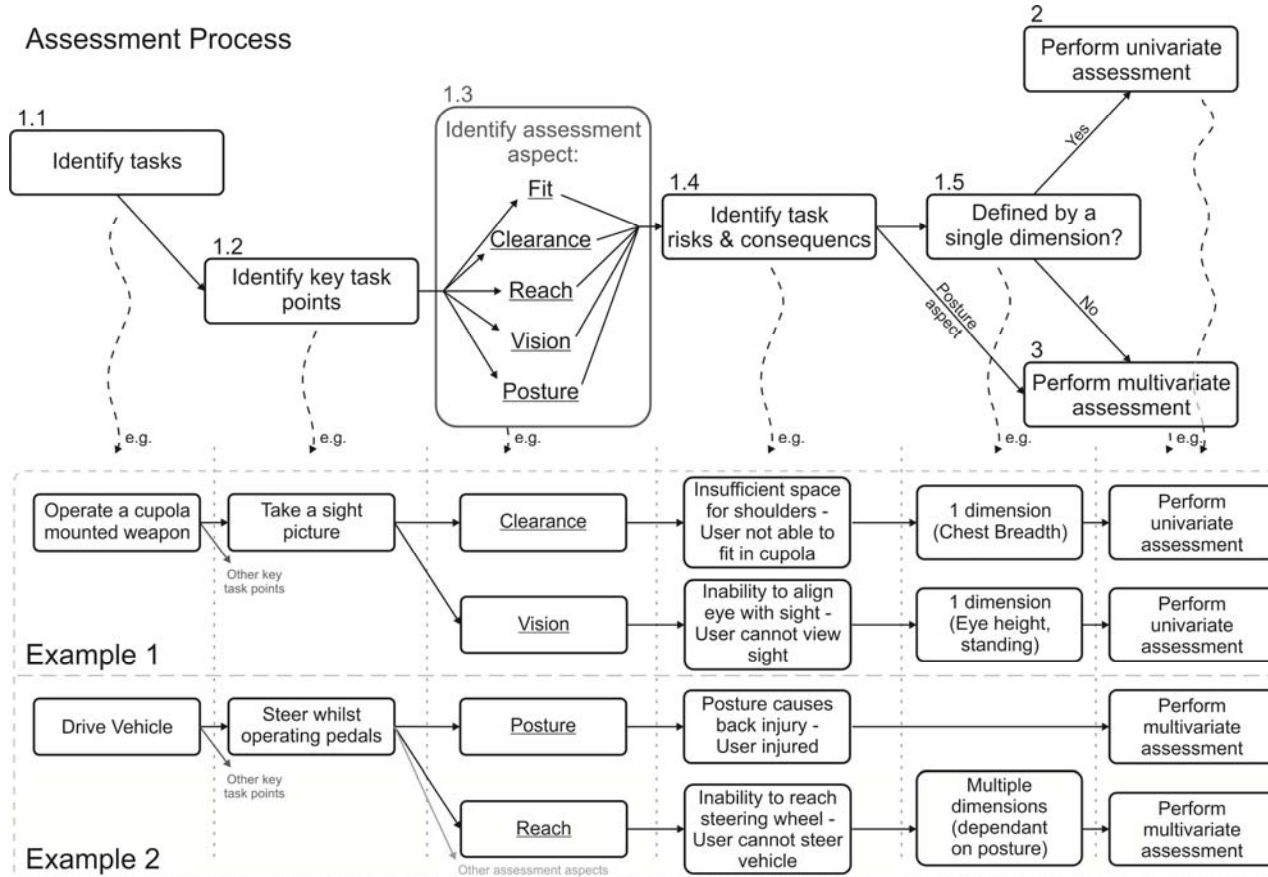 Assessment Process
1.1
Identify tasks
1.2
Identify key task
points
1.3
Identify assessment
aspect:
Fit
Clearance
Reach
Vision
Posture
1.4
Identify task
risks & consequencs
1.5
Defined by a
single dimension?
Yes
No
Posture
aspect
2
Perform univariate
assessment
3
Perform multivariate
assessment
e.g.
e.g.
e.g.
e.g.
e.g.
e.g.
Operate a cupola
mounted weapon
Take a sight
picture
Other key
task points
Clearance
Insufficient space
for shoulders -
User not able to
fit in cupola
1 dimension
(Chest Breadth)
Perform
univariate
assessment
Vision
Inability to align
eye with sight -
User cannot view
sight
1 dimension
(Eye height,
standing)
Perform
univariate
assessment
Example 1
Drive Vehicle
Steer whilst
operating pedals
Other key
task points
Posture
Posture causes
back injury -
User injured
Perform
multivariate
assessment
Reach
Inability to reach
steering wheel -
User cannot steer
vehicle
Multiple
dimensions
(dependant
on posture)
Perform
multivariate
assessment
Other assessment aspects
Example 2